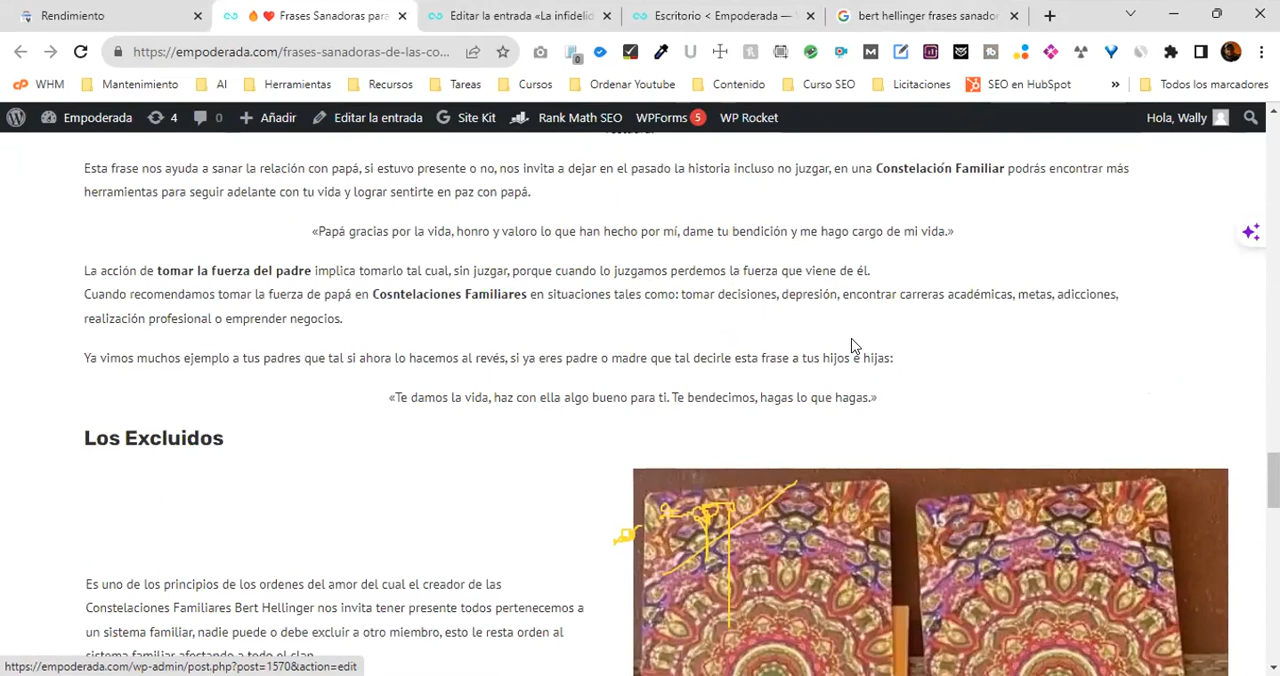 Rendimiento
Frases Sanadoras para
Editar la entrada «La infidelid
Escritorio < Empoderada —
bert hellinger frases sanador
https://empoderada.com/frases-sanadoras-de-las-co...
WHM Mantenimiento AI Herramientas Recursos Tareas Cursos Ordenar Youtube Contenido Curso SEO Licitaciones SEO en HubSpot » Todos los marcadores
Empoderada 4 0 + Añadir Editar la entrada Site Kit Rank Math SEO WPForms 5 WP Rocket Hola, Wally
Esta frase nos ayuda a sanar la relación con papá, si estuvo presente o no, nos invita a dejar en el pasado la historia incluso no juzgar, en una Constelación Familiar podrás encontrar más
herramientas para seguir adelante con tu vida y lograr sentirte en paz con papá.
«Papá gracias por la vida, honro y valoro lo que han hecho por mí, dame tu bendición y me hago cargo de mi vida.»
La acción de tomar la fuerza del padre implica tomarlo tal cual, sin juzgar, porque cuando lo juzgamos perdemos la fuerza que viene de él.
Cuando recomendamos tomar la fuerza de papá en Cosntelaciones Familiares en situaciones tales como: tomar decisiones, depresión, encontrar carreras académicas, metas, adicciones,
realización profesional o emprender negocios.
Ya vimos muchos ejemplo a tus padres que tal si ahora lo hacemos al revés, si ya eres padre o madre que tal decirle esta frase a tus hijos e hijas:
«Te damos la vida, haz con ella algo bueno para ti. Te bendecimos, hagas lo que hagas.»
Los Excluidos
15
Es uno de los principios de los ordenes del amor del cual el creador de las
Constelaciones Familiares Bert Hellinger nos invita tener presente todos pertenecemos a
un sistema familiar, nadie puede o debe excluir a otro miembro, esto le resta orden al
sistema familiar afectando a todo el clan
https://empoderada.com/wp-admin/post.php?post=1570&action=edit